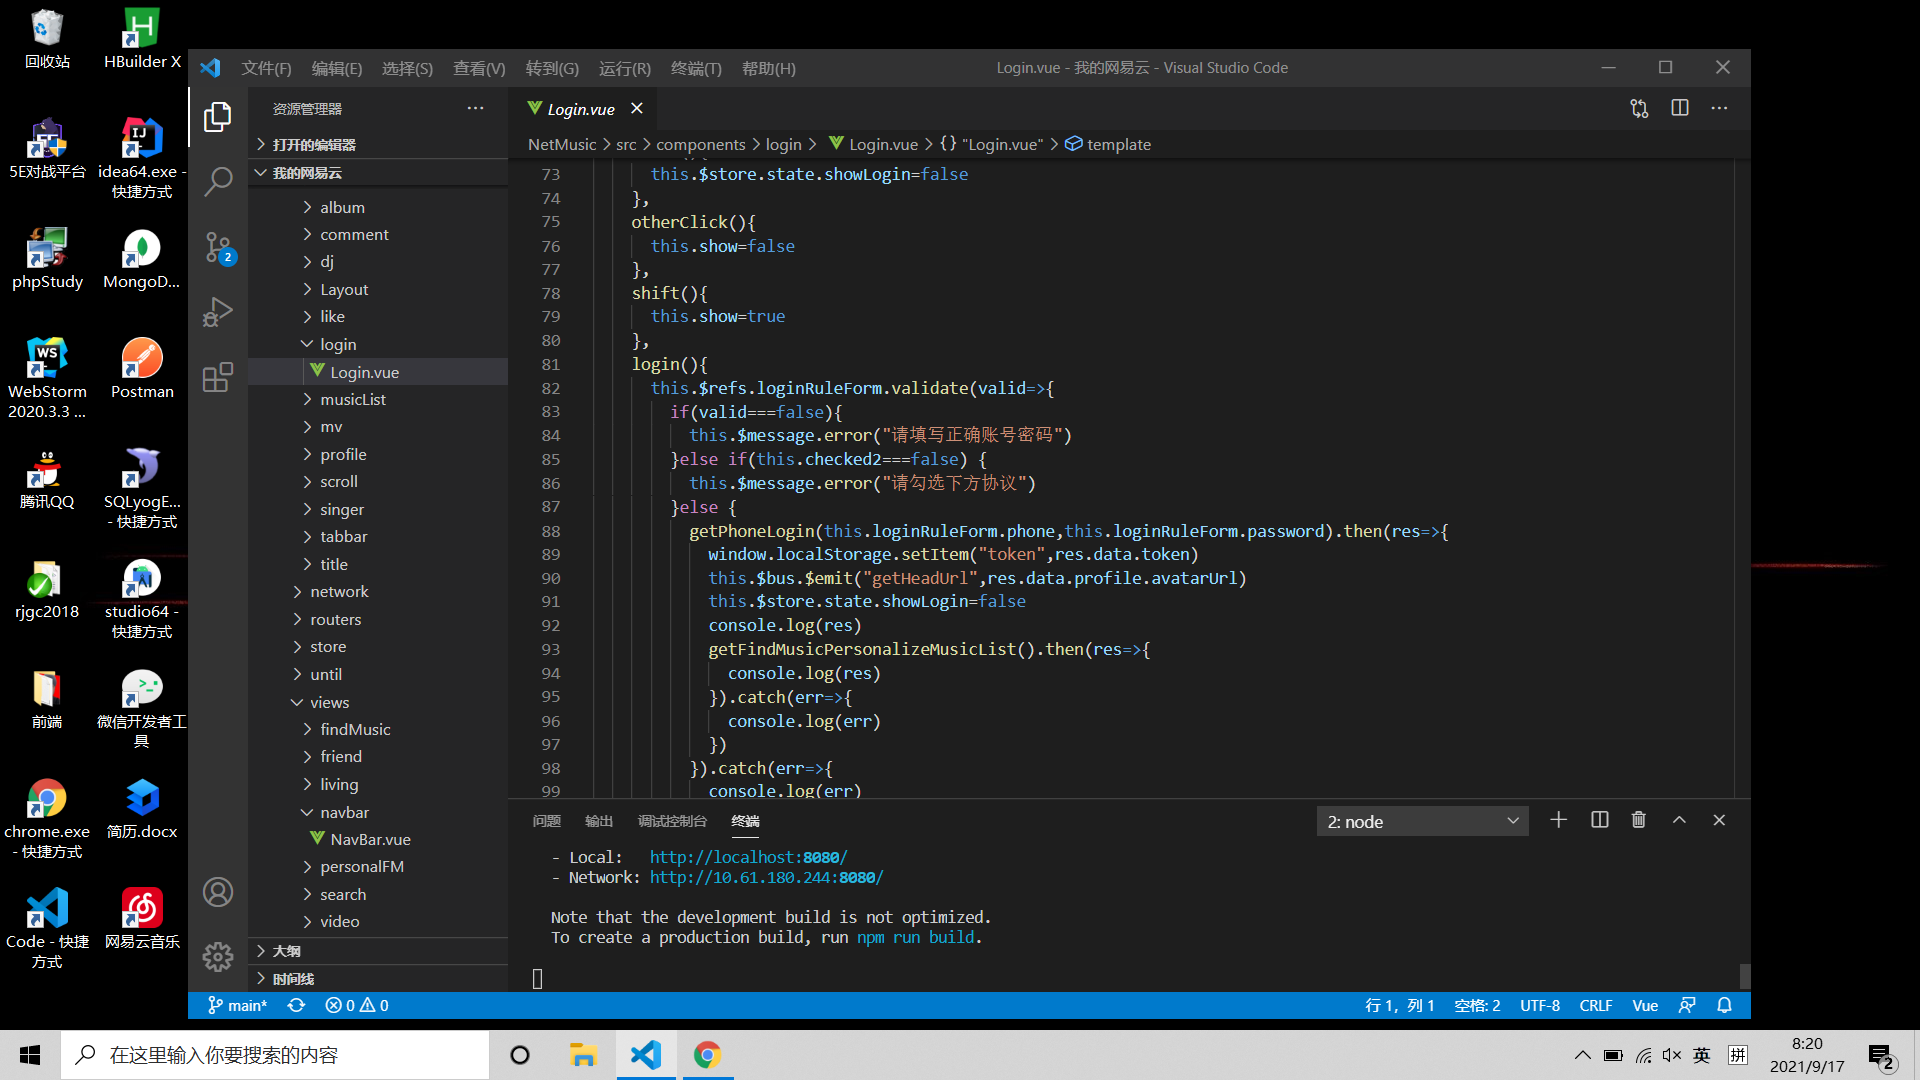 回收站
HBuilder X
5E对战平台
idea64.exe -
快捷方式
phpStudy
MongoD...
WebStorm
2020.3.3 ...
Postman
腾讯QQ
SQLyogE...
- 快捷方式
rjgc2018
studio64 -
快捷方式
前端
微信开发者工
具
chrome.exe
- 快捷方式
简历.docx
Code - 快捷
方式
网易云音乐
文件(F) 编辑(E) 选择(S) 查看(V) 转到(G) 运行(R) 终端(T) 帮助(H)
Login.vue - 我的网易云 - Visual Studio Code
资源管理器
打开的编辑器
我的网易云
album
comment
dj
Layout
like
login
Login.vue
musicList
mv
profile
scroll
singer
tabbar
title
network
routers
store
until
views
findMusic
friend
living
navbar
NavBar.vue
personalFM
search
video
大纲
时间线
2
Login.vue
NetMusic > src > components > login > Login.vue > {} "Login.vue" > template
73 this.$store.state.showLogin=false
74 },
75 otherClick(){
76 this.show=false
77 },
78 shift(){
79 this.show=true
80 },
81 login(){
82 this.$refs.loginRuleForm.validate(valid=>{
83 if(valid===false){
84 this.$message.error("请填写正确账号密码")
85 }else if(this.checked2===false) {
86 this.$message.error("请勾选下方协议")
87 }else {
88 getPhoneLogin(this.loginRuleForm.phone,this.loginRuleForm.password).then(res=>{
89 window.localStorage.setItem("token",res.data.token)
90 this.$bus.$emit("getHeadUrl",res.data.profile.avatarUrl)
91 this.$store.state.showLogin=false
92 console.log(res)
93 getFindMusicPersonalizeMusicList().then(res=>{
94 console.log(res)
95 }).catch(err=>{
96 console.log(err)
97 })
98 }).catch(err=>{
99 console.log(err)
问题 输出 调试控制台 终端
2: node
- Local: http://localhost:8080/
- Network: http://10.61.180.244:8080/
Note that the development build is not optimized.
To create a production build, run npm run build.
main* 0 0
行 1，列 1 空格: 2 UTF-8 CRLF Vue
在这里输入你要搜索的内容
英 拼
8:20
2021/9/17
2